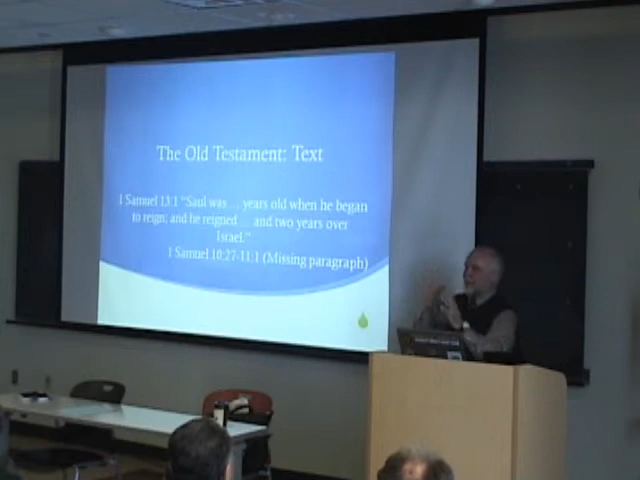 The Old Testament: Text
1 Samuel 13:1 "Saul was ... years old when he began
to reign; and he reigned ... and two years over
Israel."
1 Samuel 10:27-11:1 (Missing paragraph)